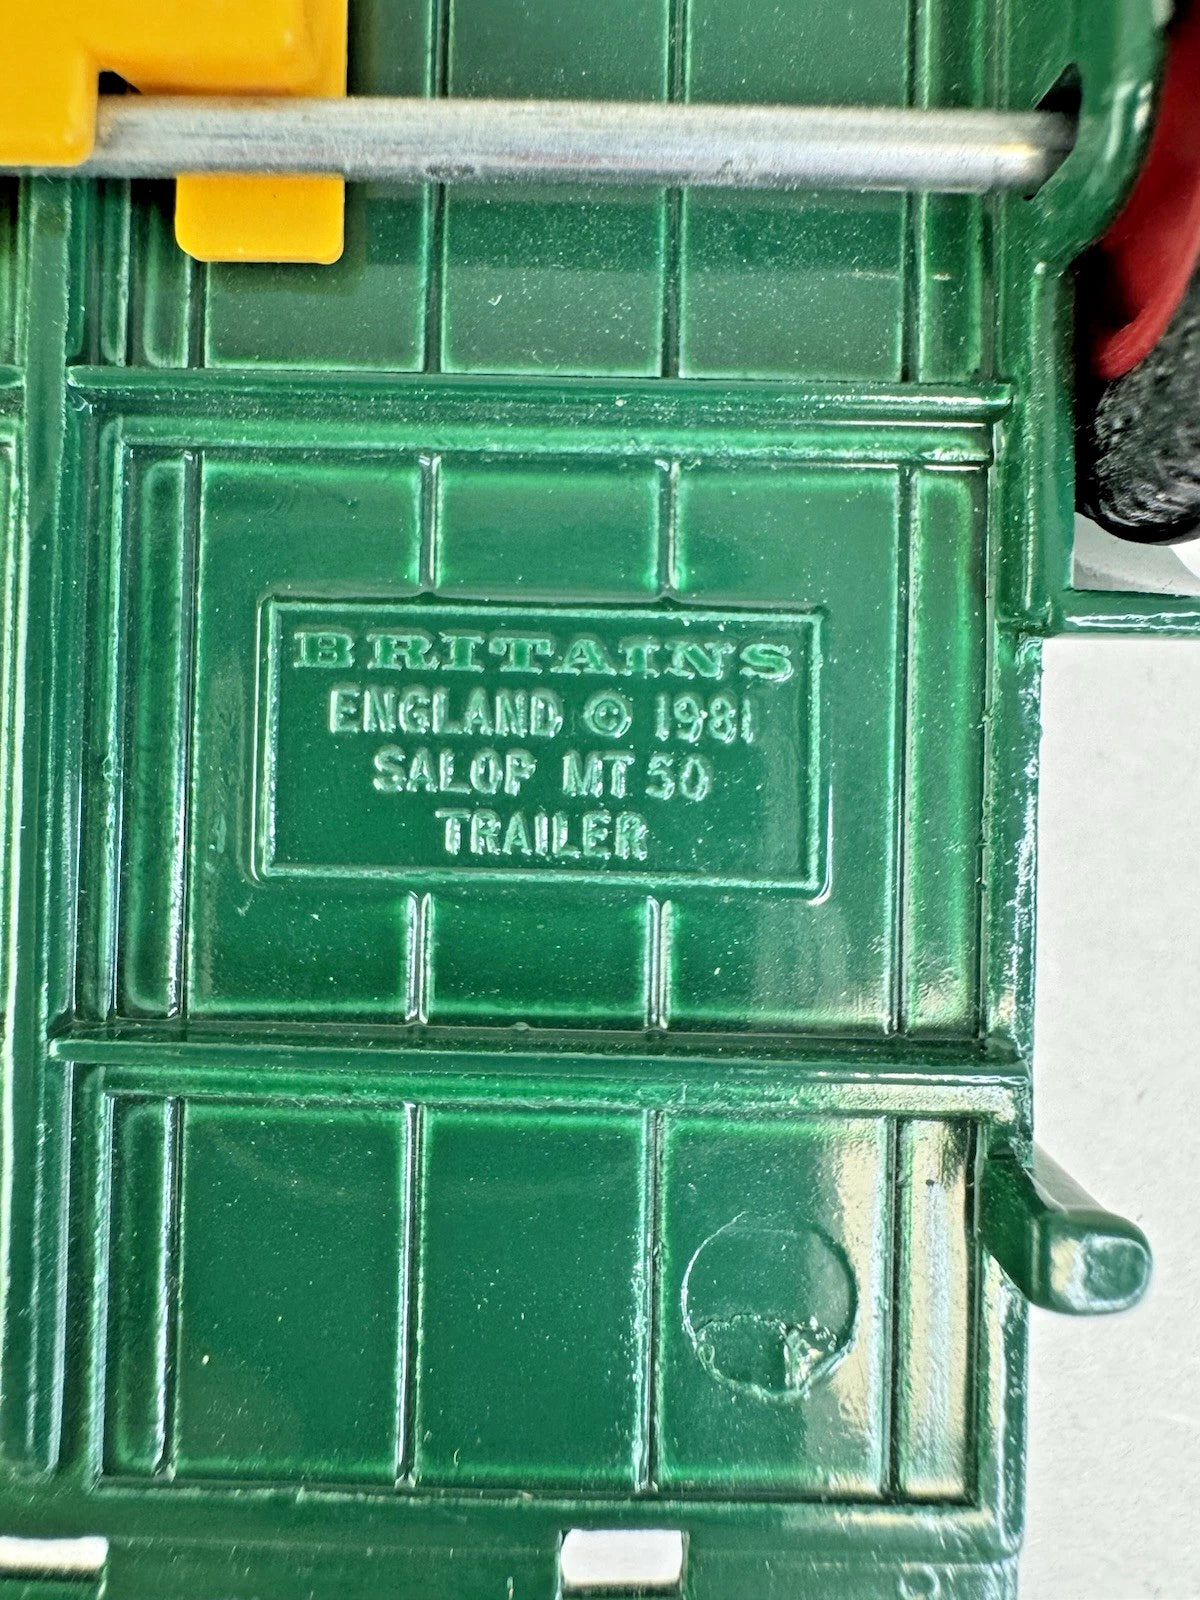 BRITAINS
ENGLAND © 1981
SALOP MT 50
TRAILER